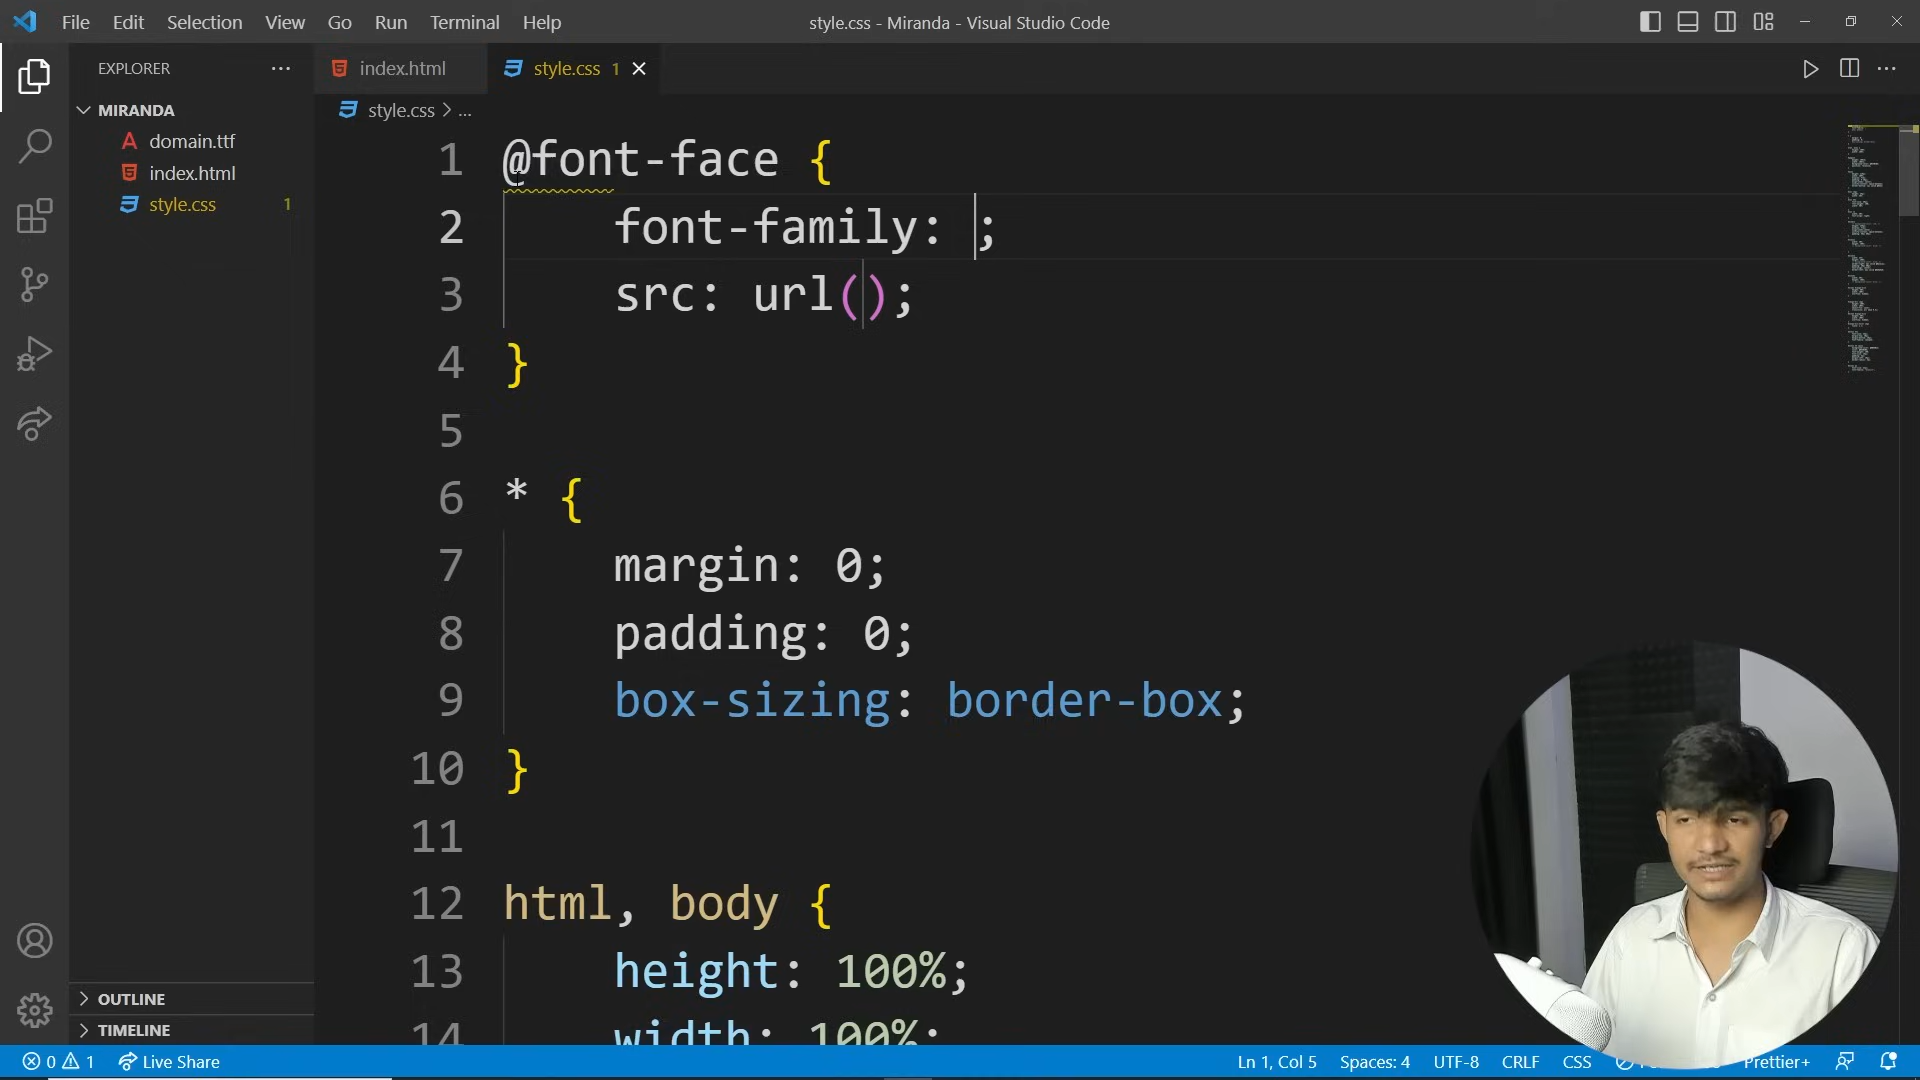 File Edit Selection View Go Run Terminal Help
style.css - Miranda - Visual Studio Code
EXPLORER
MIRANDA
domain.ttf
index.html
style.css 1
OUTLINE
TIMELINE
index.html
style.css 1
style.css > ...
1 @font-face {
2 font-family: ;
3 src: url();
4 }
5
6 * {
7 margin: 0;
8 padding: 0;
9 box-sizing: border-box;
10 }
11
12 html, body {
13 height: 100%;
14 width: 100%;
0 1 Live Share
Ln 1, Col 5 Spaces: 4 UTF-8 CRLF CSS Prettier+